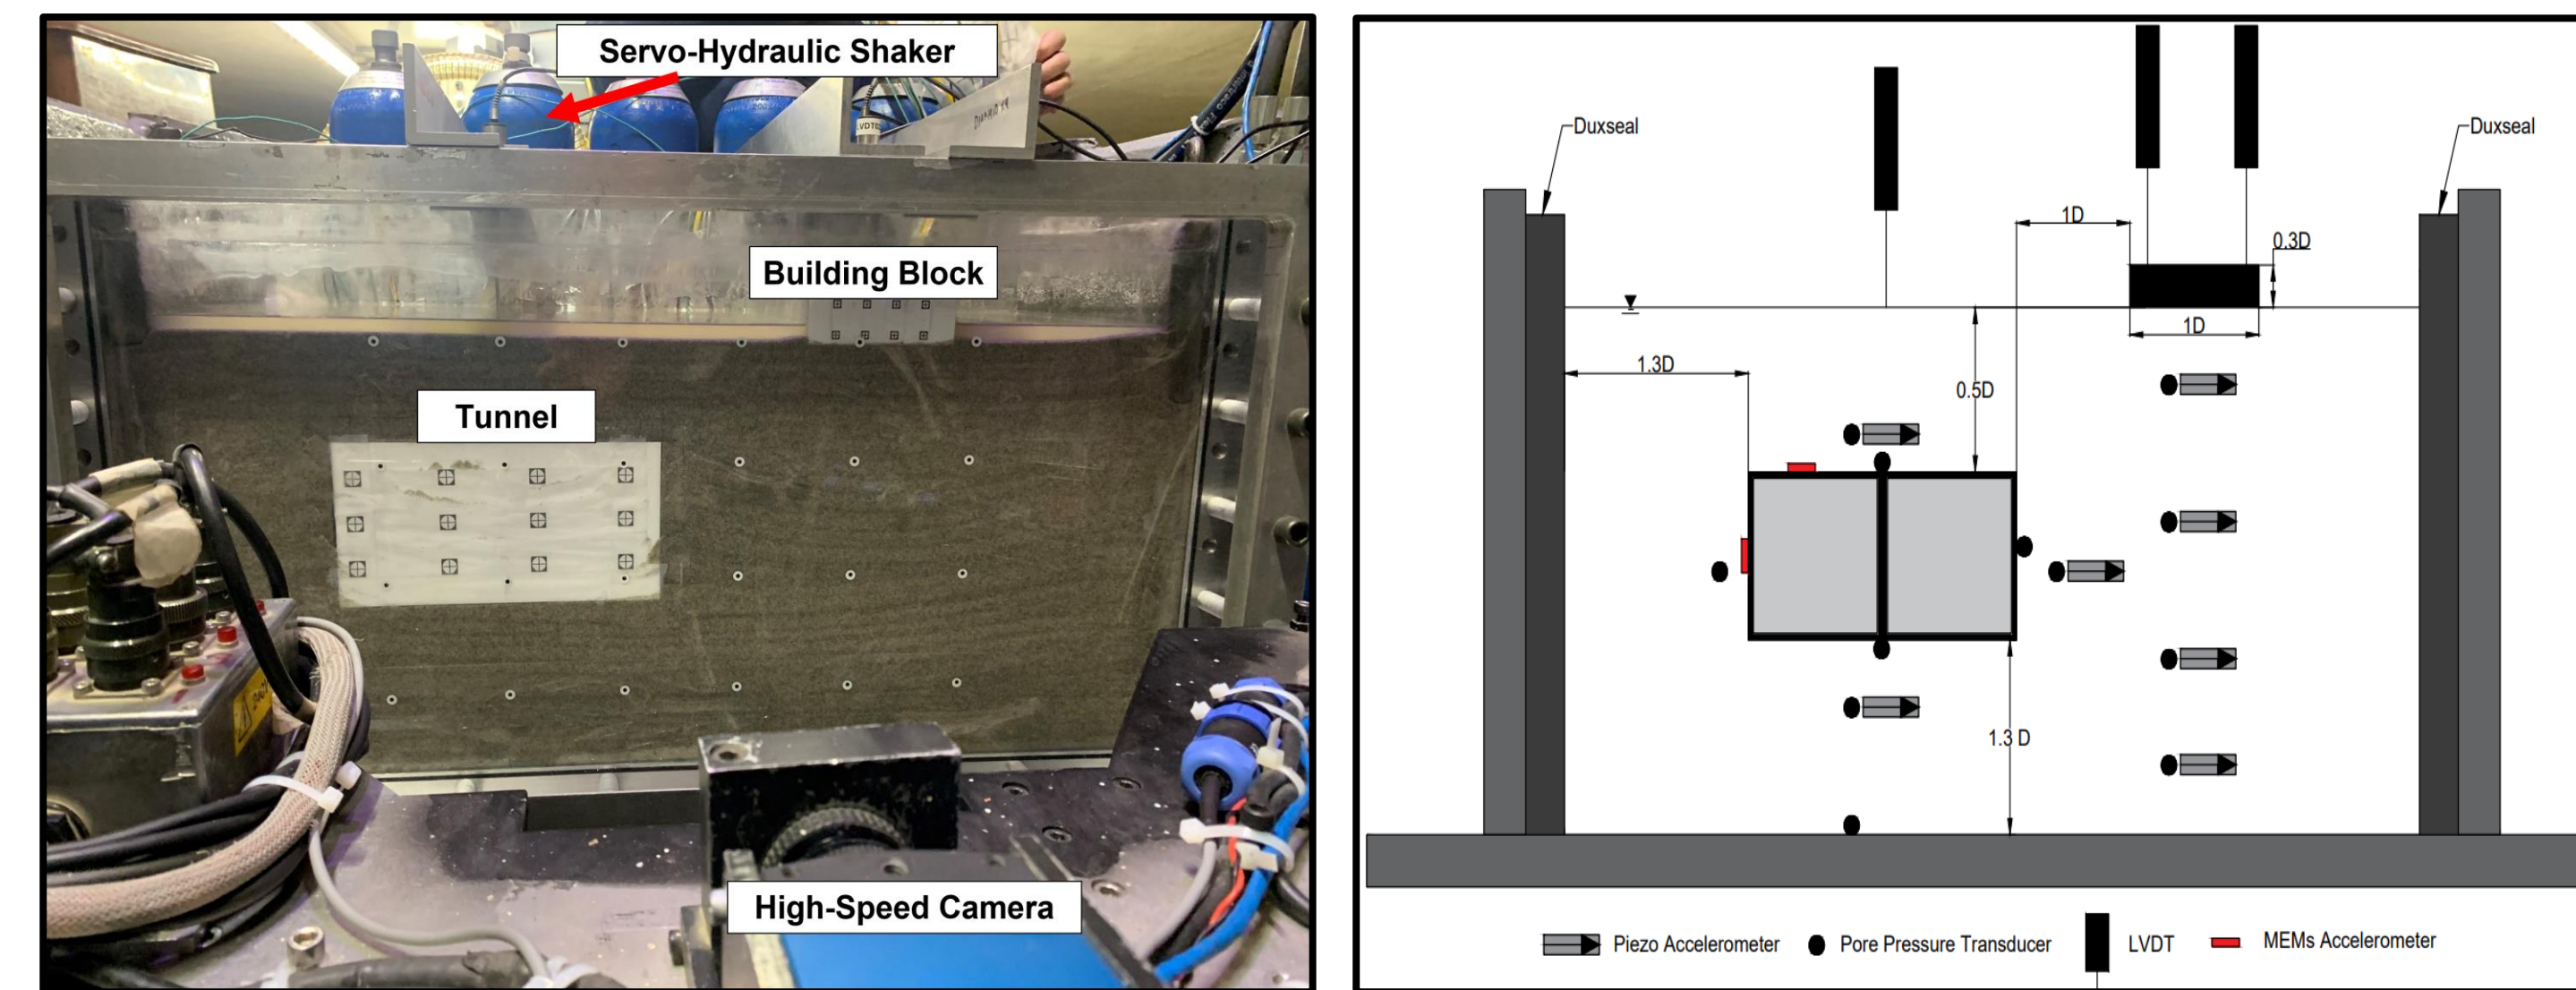 Servo-Hydraulic Shaker
LVDT
Building Block
Tunnel
High-Speed Camera
Duxseal
Duxseal
1D
0.3D
1D
1.3D
0.5D
1.3 D
Piezo Accelerometer
Pore Pressure Transducer
LVDT
MEMs Accelerometer